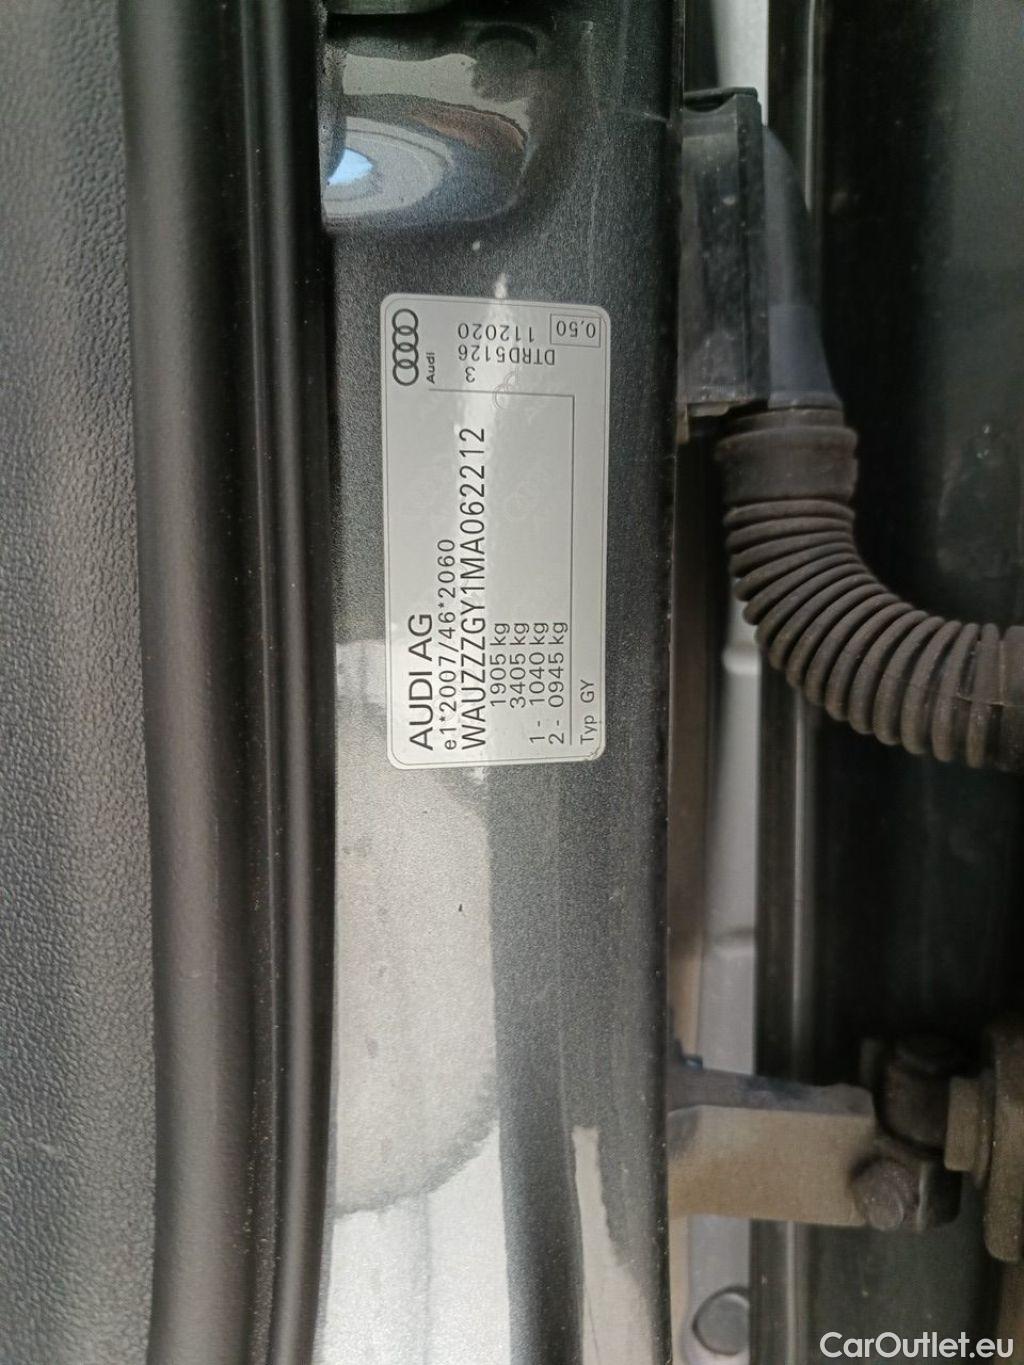 AUDI AG
e1*2007/46*2060
WAUZZZGY1MA062212
1905 kg
3405 kg
1 - 1040 kg
2 - 0945 kg
Typ GY
Audi
3
DTRD5126
112020
0,50
CarOutlet.eu